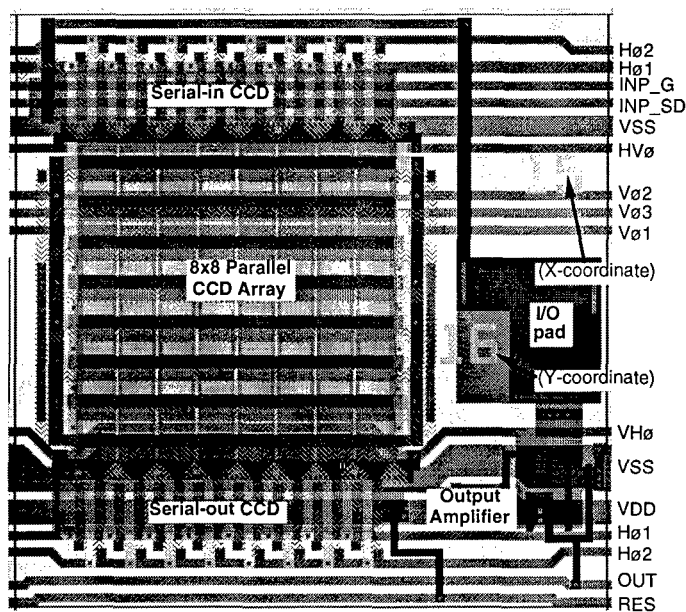 Hø2
Hø1
Serial-in CCD
INP_G
INP_SD
VSS
HVø
Vø2
Vø3
Vø1
8x8 Parallel
CCD Array
(X-coordinate)
I/O
pad
(Y-coordinate)
VHø
VSS
Output
Amplifier
Serial-out CCD
VDD
Hø1
Hø2
OUT
RES